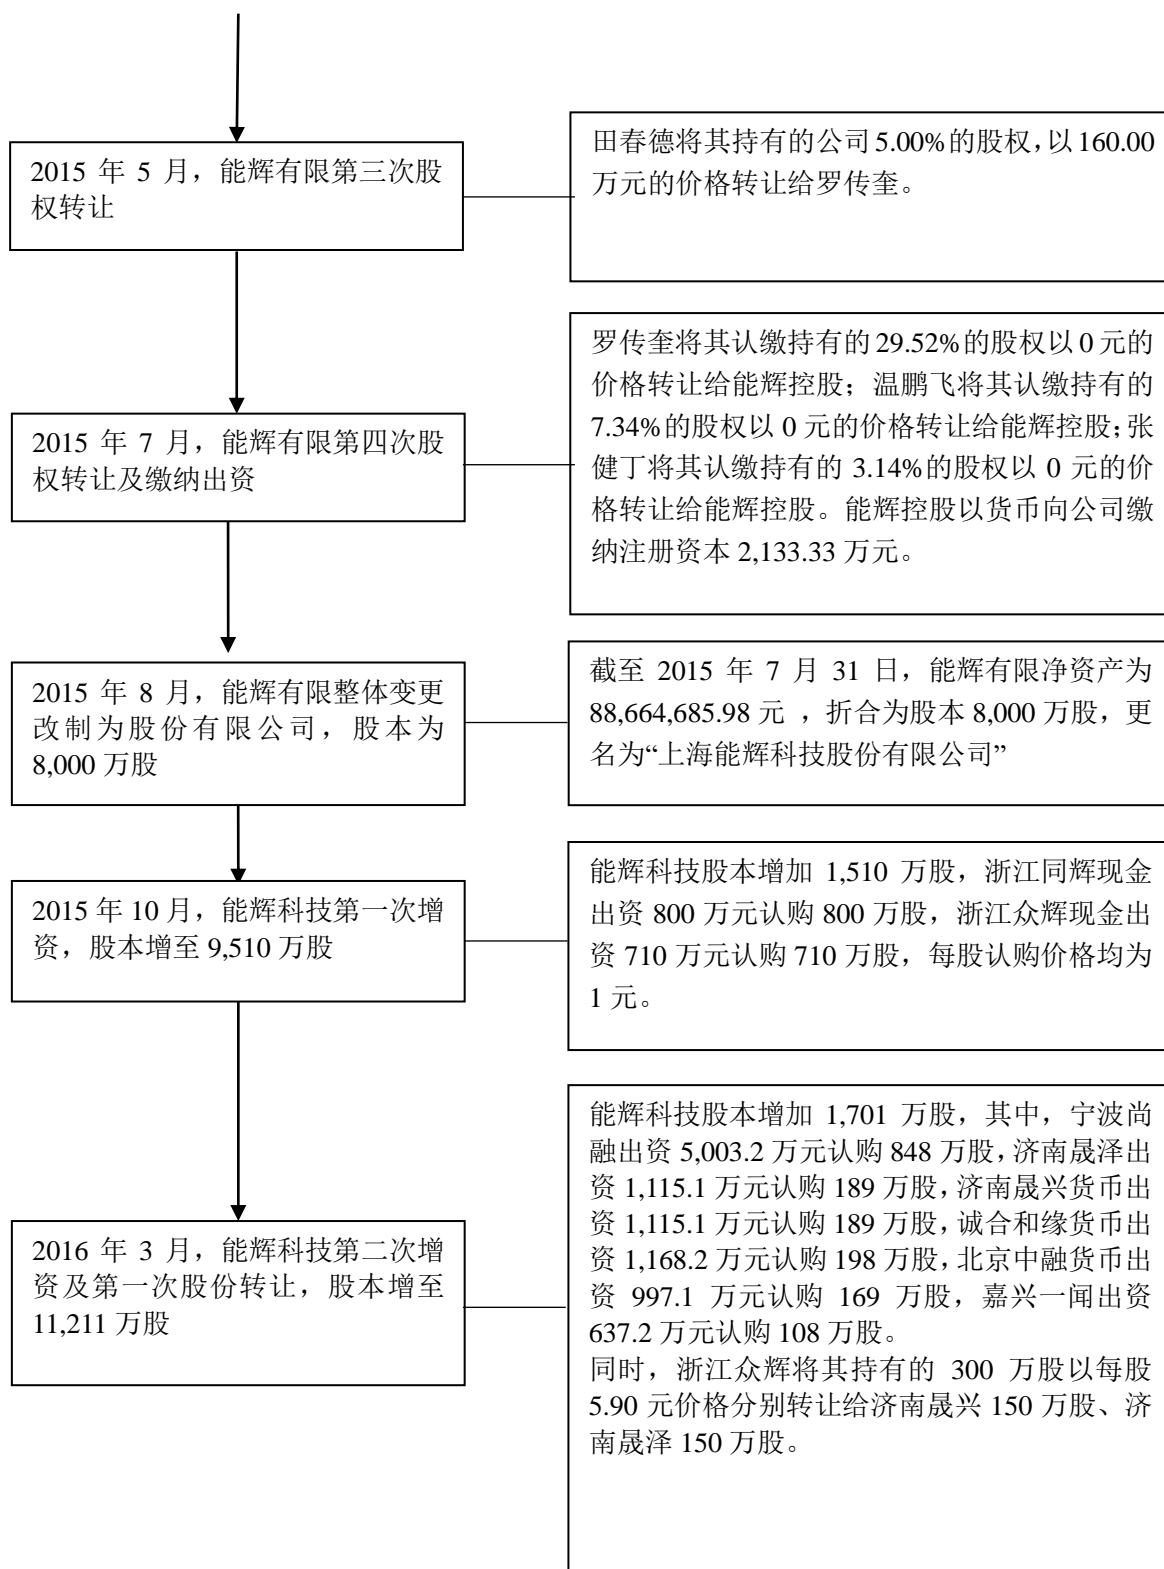 2015 年 5 月，能辉有限第三次股
权转让
田春德将其持有的公司 5.00%的股权，以 160.00
万元的价格转让给罗传奎。
罗传奎将其认缴持有的 29.52%的股权以 0 元的
价格转让给能辉控股；温鹏飞将其认缴持有的
7.34%的股权以 0 元的价格转让给能辉控股；张
健丁将其认缴持有的 3.14%的股权以 0 元的价
格转让给能辉控股。能辉控股以货币向公司缴
纳注册资本 2,133.33 万元。
2015 年 7 月，能辉有限第四次股
权转让及缴纳出资
2015 年 8 月，能辉有限整体变更
改制为股份有限公司，股本为
8,000 万股
截至 2015 年 7 月 31 日，能辉有限净资产为
88,664,685.98 元 ，折合为股本 8,000 万股，更
名为“上海能辉科技股份有限公司”
2015 年 10 月，能辉科技第一次增
资，股本增至 9,510 万股
能辉科技股本增加 1,510 万股，浙江同辉现金
出资 800 万元认购 800 万股，浙江众辉现金出
资 710 万元认购 710 万股，每股认购价格均为
1 元。
2016 年 3 月，能辉科技第二次增
资及第一次股份转让，股本增至
11,211 万股
能辉科技股本增加 1,701 万股，其中，宁波尚
融出资 5,003.2 万元认购 848 万股，济南晟泽出
资 1,115.1 万元认购 189 万股，济南晟兴货币出
资 1,115.1 万元认购 189 万股，诚合和缘货币出
资 1,168.2 万元认购 198 万股，北京中融货币出
资 997.1 万元认购 169 万股，嘉兴一闻出资
637.2 万元认购 108 万股。
同时，浙江众辉将其持有的 300 万股以每股
5.90 元价格分别转让给济南晟兴 150 万股、济
南晟泽 150 万股。